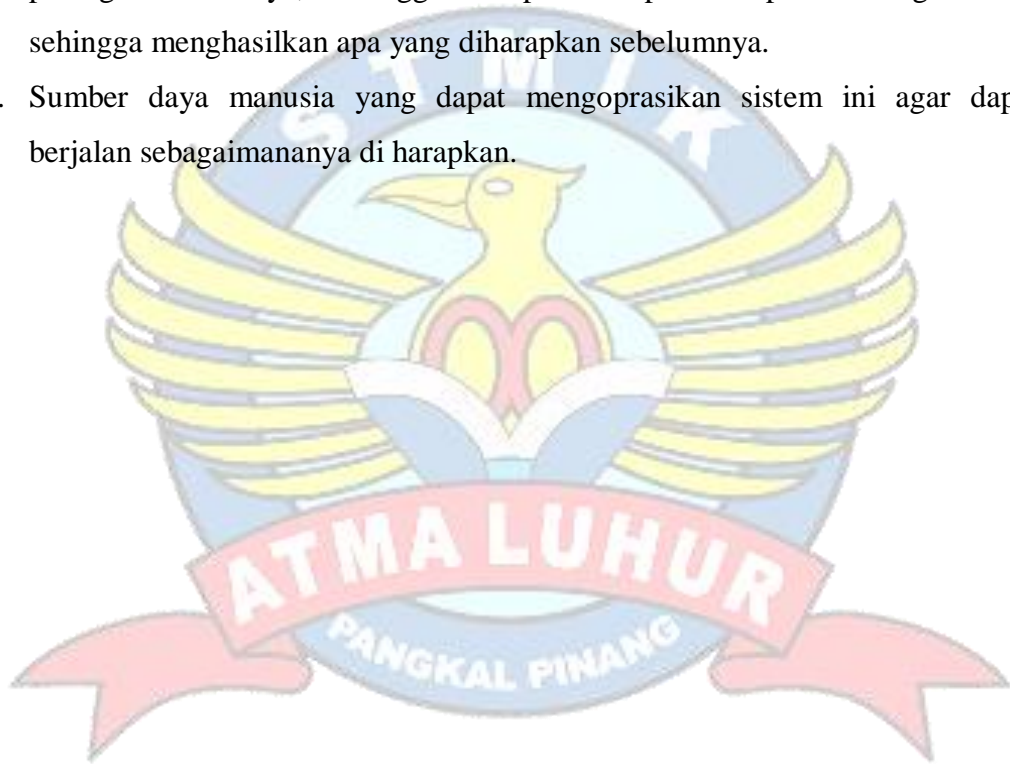 sehingga menghasilkan apa yang diharapkan sebelumnya.
. Sumber daya manusia yang dapat mengoprasikan sistem ini agar
berjalan sebagaimananya di harapkan.
STMIK
ATMA LUHUR
PANGKAL PINANG